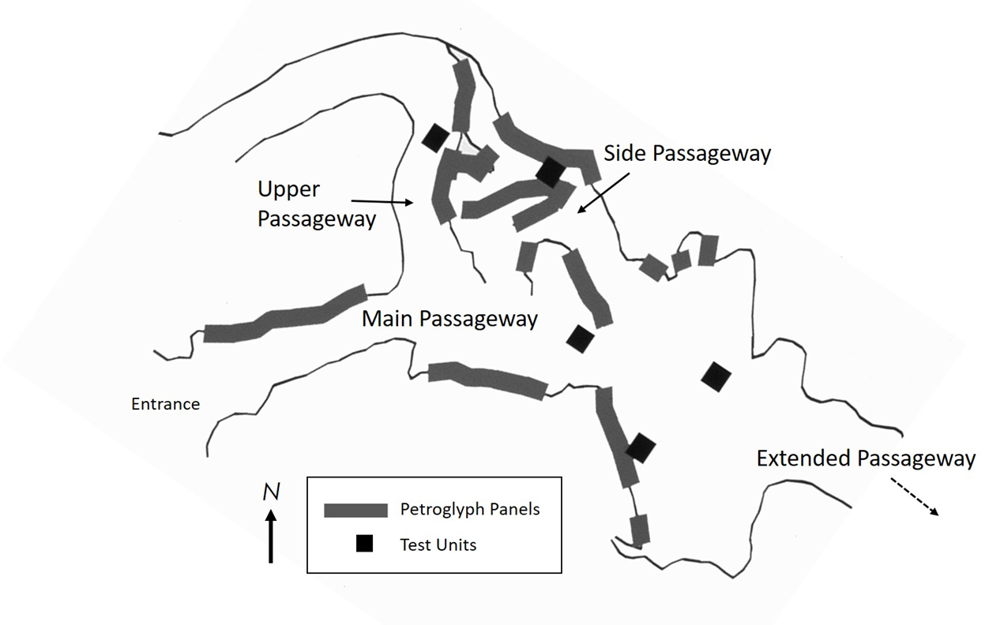 Side Passageway
Upper
Passageway
Main Passageway
Entrance
Extended Passageway
N
Petroglyph Panels
Test Units